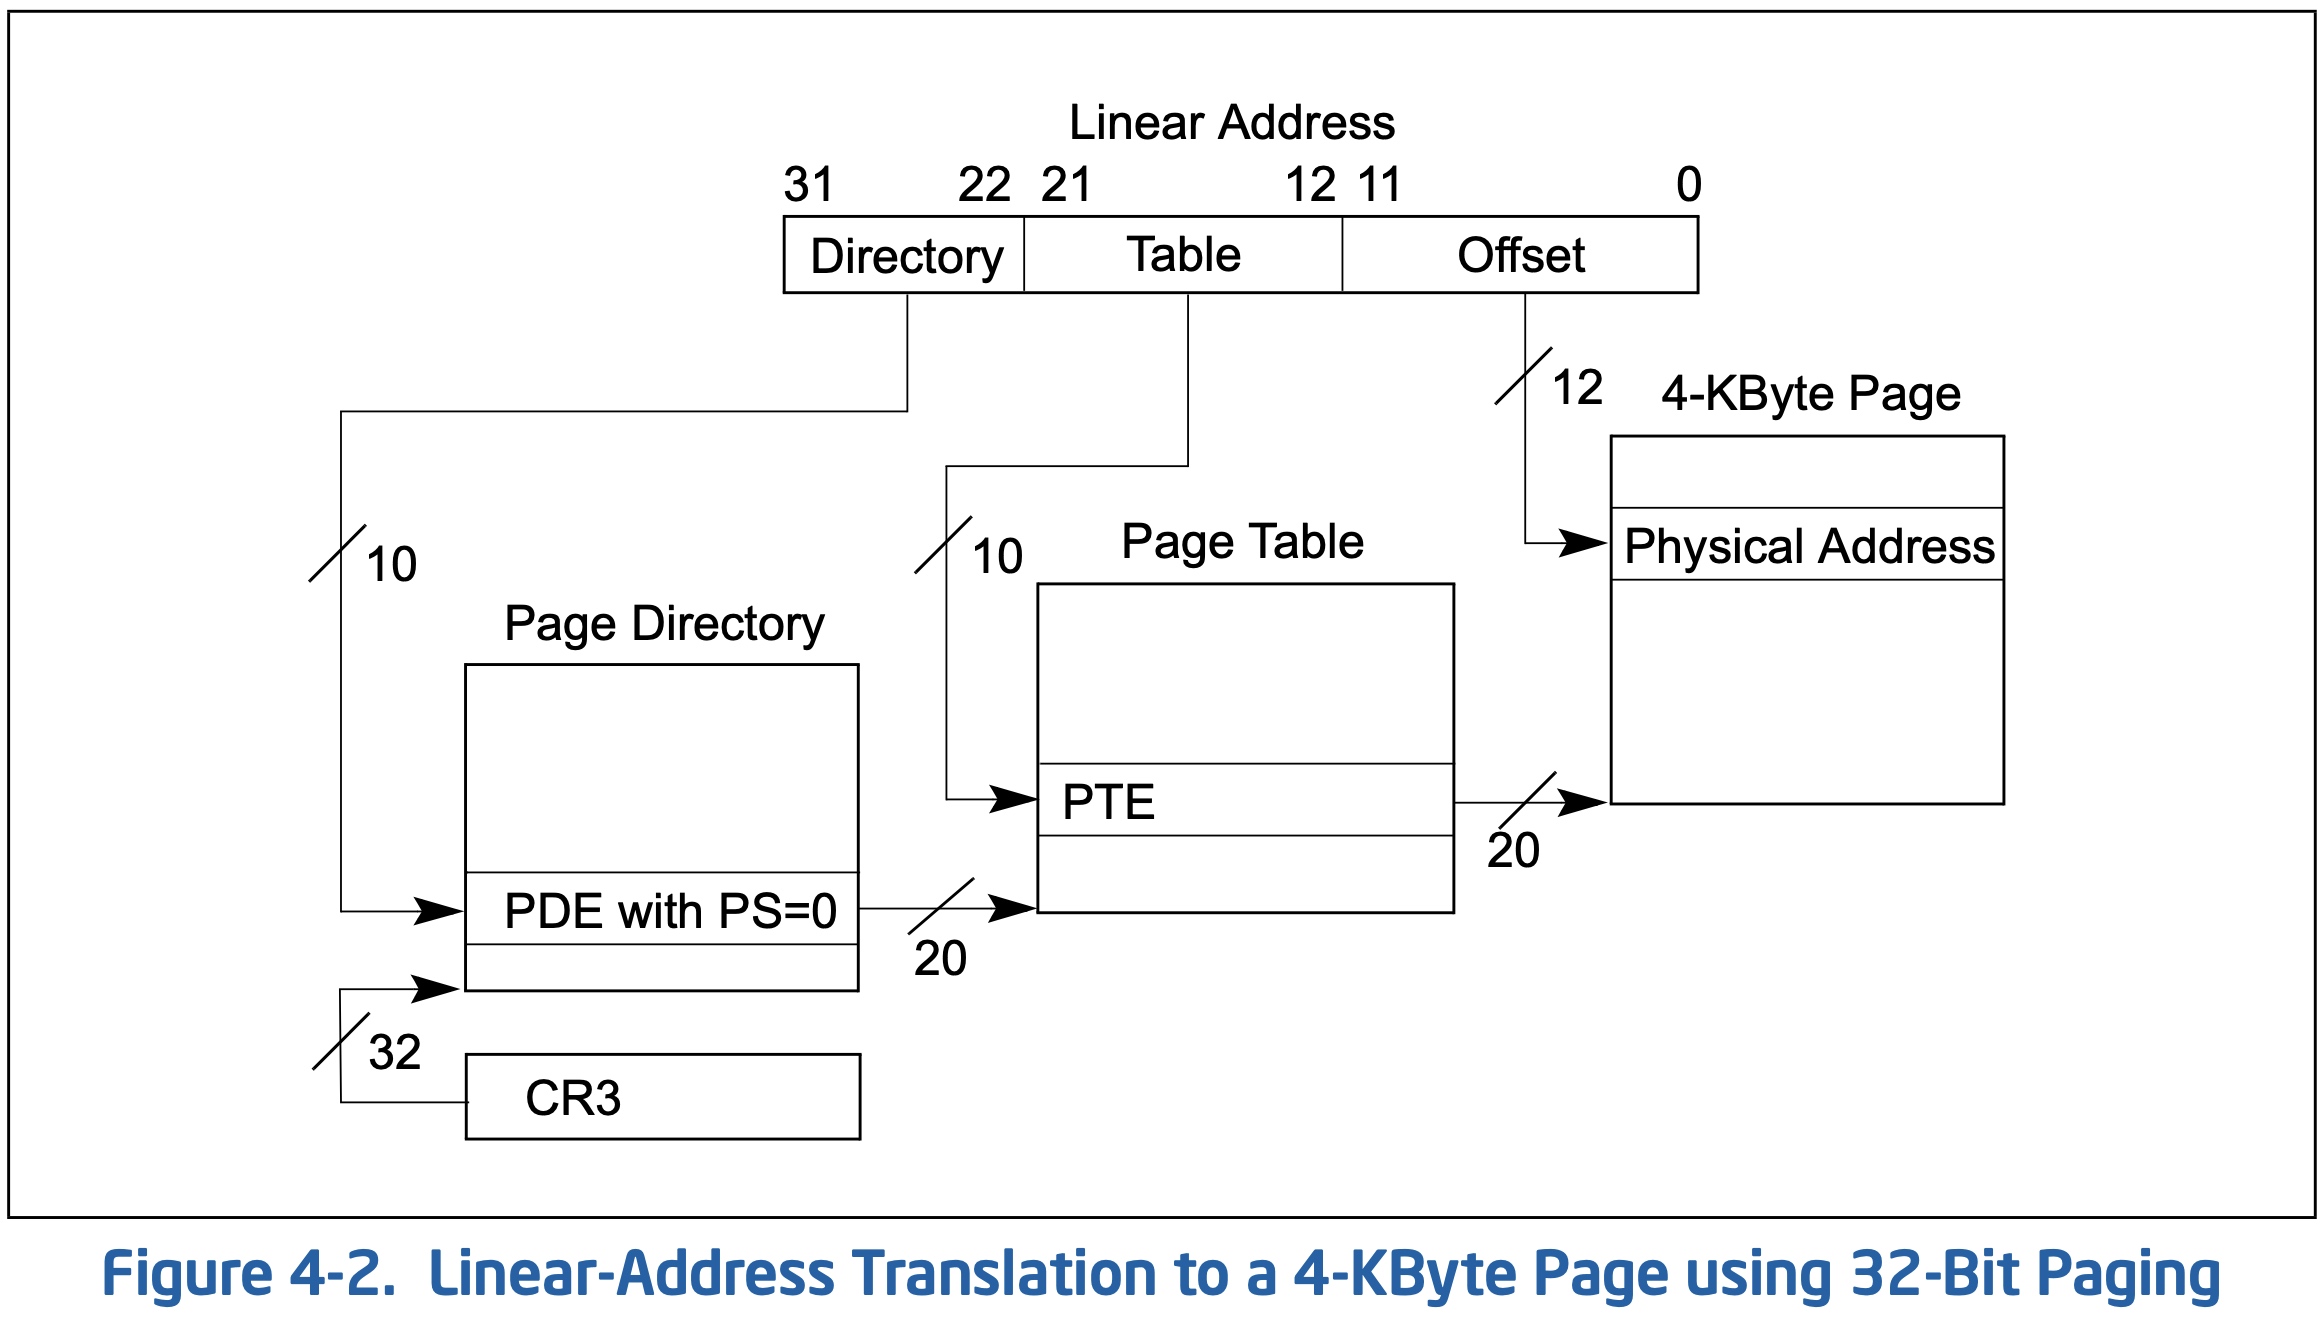 Linear Address
31 22 21 12 11 0
Directory Table Offset
12
4-KByte Page
10
10
Page Table
Physical Address
Page Directory
PTE
20
PDE with PS=0
20
32
CR3
Figure 4-2. Linear-Address Translation to a 4-KByte Page using 32-Bit Paging